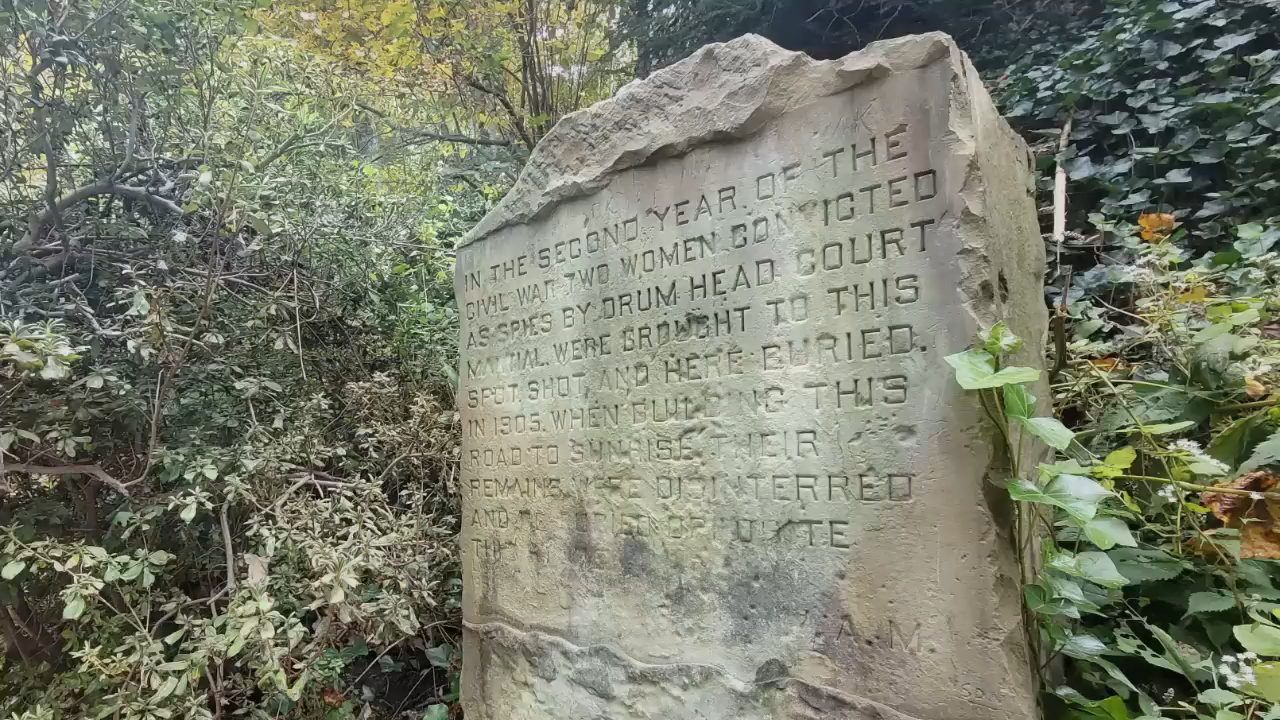 IN THE SECOND YEAR OF THE
CIVIL WAR TWO WOMEN CONVICTED
AS SPIES BY DRUM HEAD COURT
MARTIAL WERE BROUGHT TO THIS
SPOT, SHOT, AND HERE BURIED.
IN 1905, WHEN BUILDING THIS
ROAD TO SUNRISE THEIR
REMAINS WERE DISINTERRED
AND
A.M.